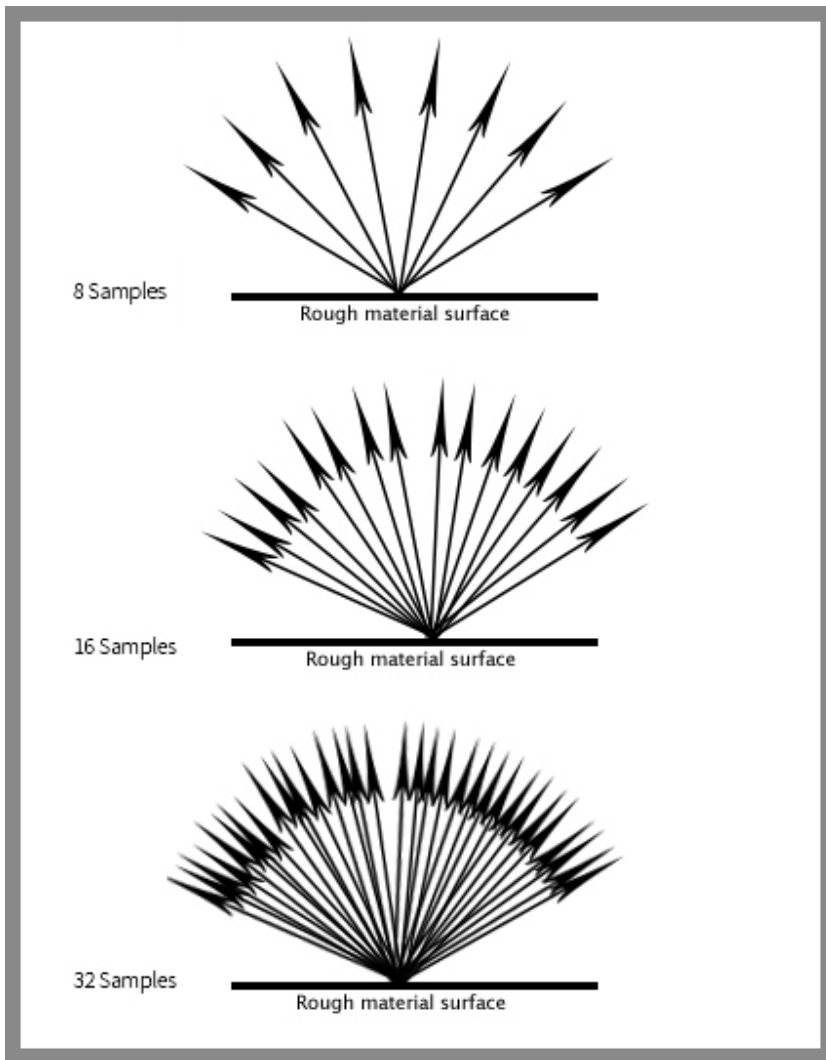 8 Samples
Rough material surface
16 Samples
Rough material surface
32 Samples
Rough material surface